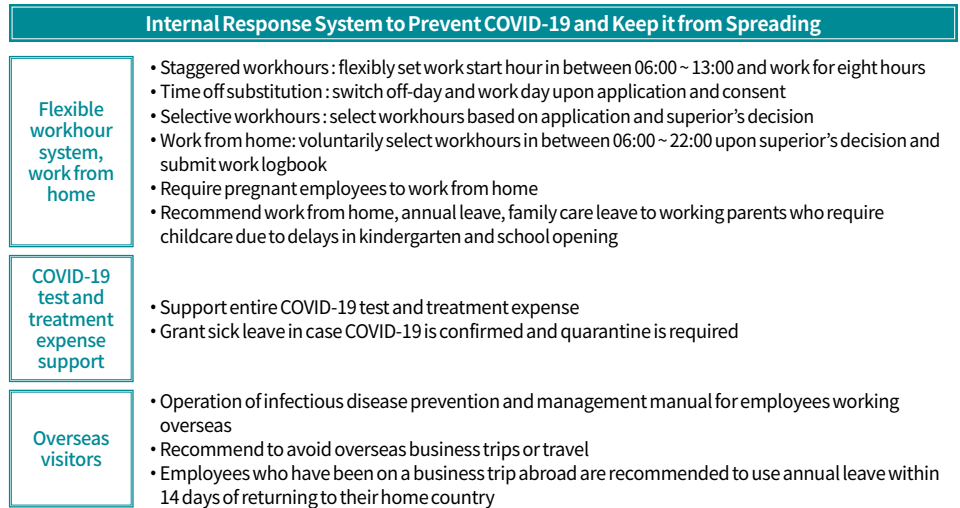 Internal Response System to Prevent COVID-19 and Keep it from Spreading
Flexible
workhour
system,
work from
home
• Staggered workhours : flexibly set work start hour in between 06:00 ~ 13:00 and work for eight hours
• Time off substitution : switch off-day and work day upon application and consent
• Selective workhours : select workhours based on application and superior's decision
• Work from home: voluntarily select workhours in between 06:00 ~ 22:00 upon superior's decision and
submit work logbook
• Require pregnant employees to work from home
• Recommend work from home, annual leave, family care leave to working parents who require
childcare due to delays in kindergarten and school opening
COVID-19
test and
treatment
expense
support
• Support entire COVID-19 test and treatment expense
• Grant sick leave in case COVID-19 is confirmed and quarantine is required
Overseas
visitors
• Operation of infectious disease prevention and management manual for employees working
overseas
• Recommend to avoid overseas business trips or travel
• Employees who have been on a business trip abroad are recommended to use annual leave within
14 days of returning to their home country